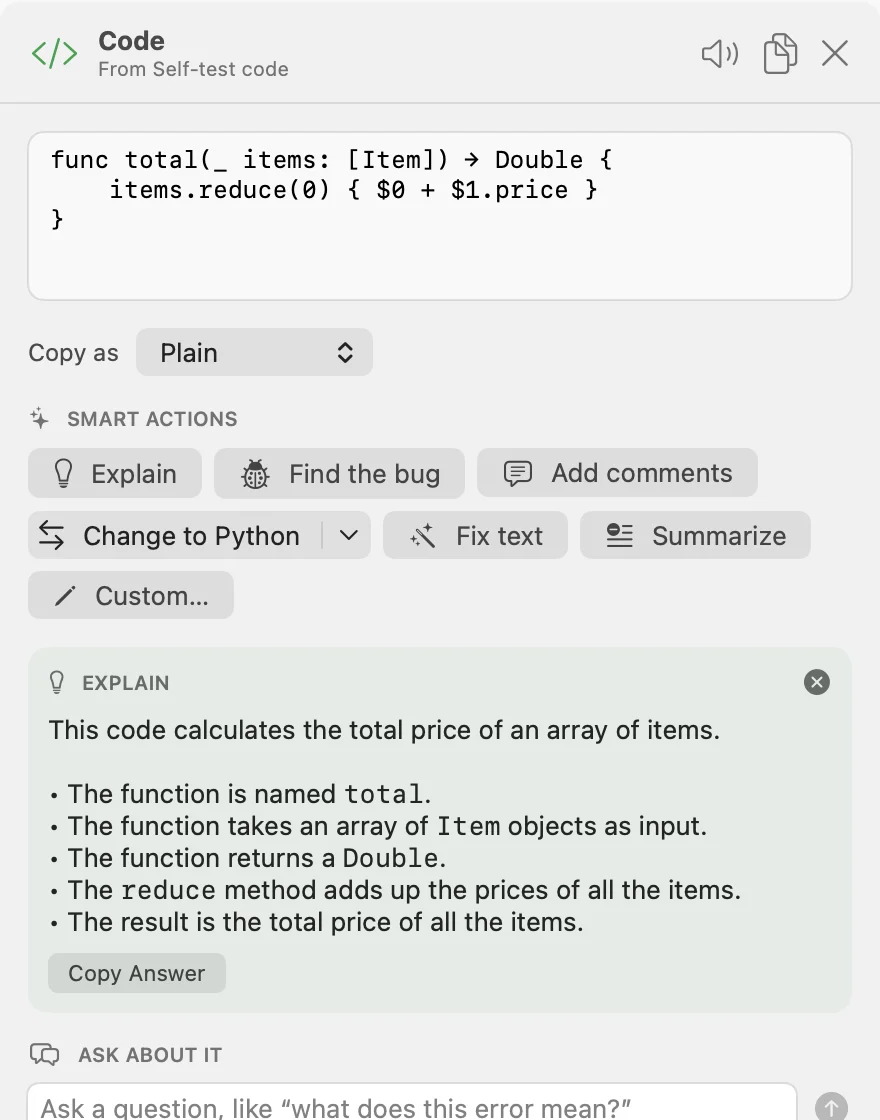 Code
From Self-test code
func total(_ items: [Item]) → Double {
    items.reduce(0) { $0 + $1.price }
}
Copy as Plain
SMART ACTIONS
Explain Find the bug Add comments
Change to Python Fix text Summarize
Custom...
EXPLAIN
This code calculates the total price of an array of items.
• The function is named total.
• The function takes an array of Item objects as input.
• The function returns a Double.
• The reduce method adds up the prices of all the items.
• The result is the total price of all the items.
Copy Answer
ASK ABOUT IT
Ask a question, like “what does this error mean?”